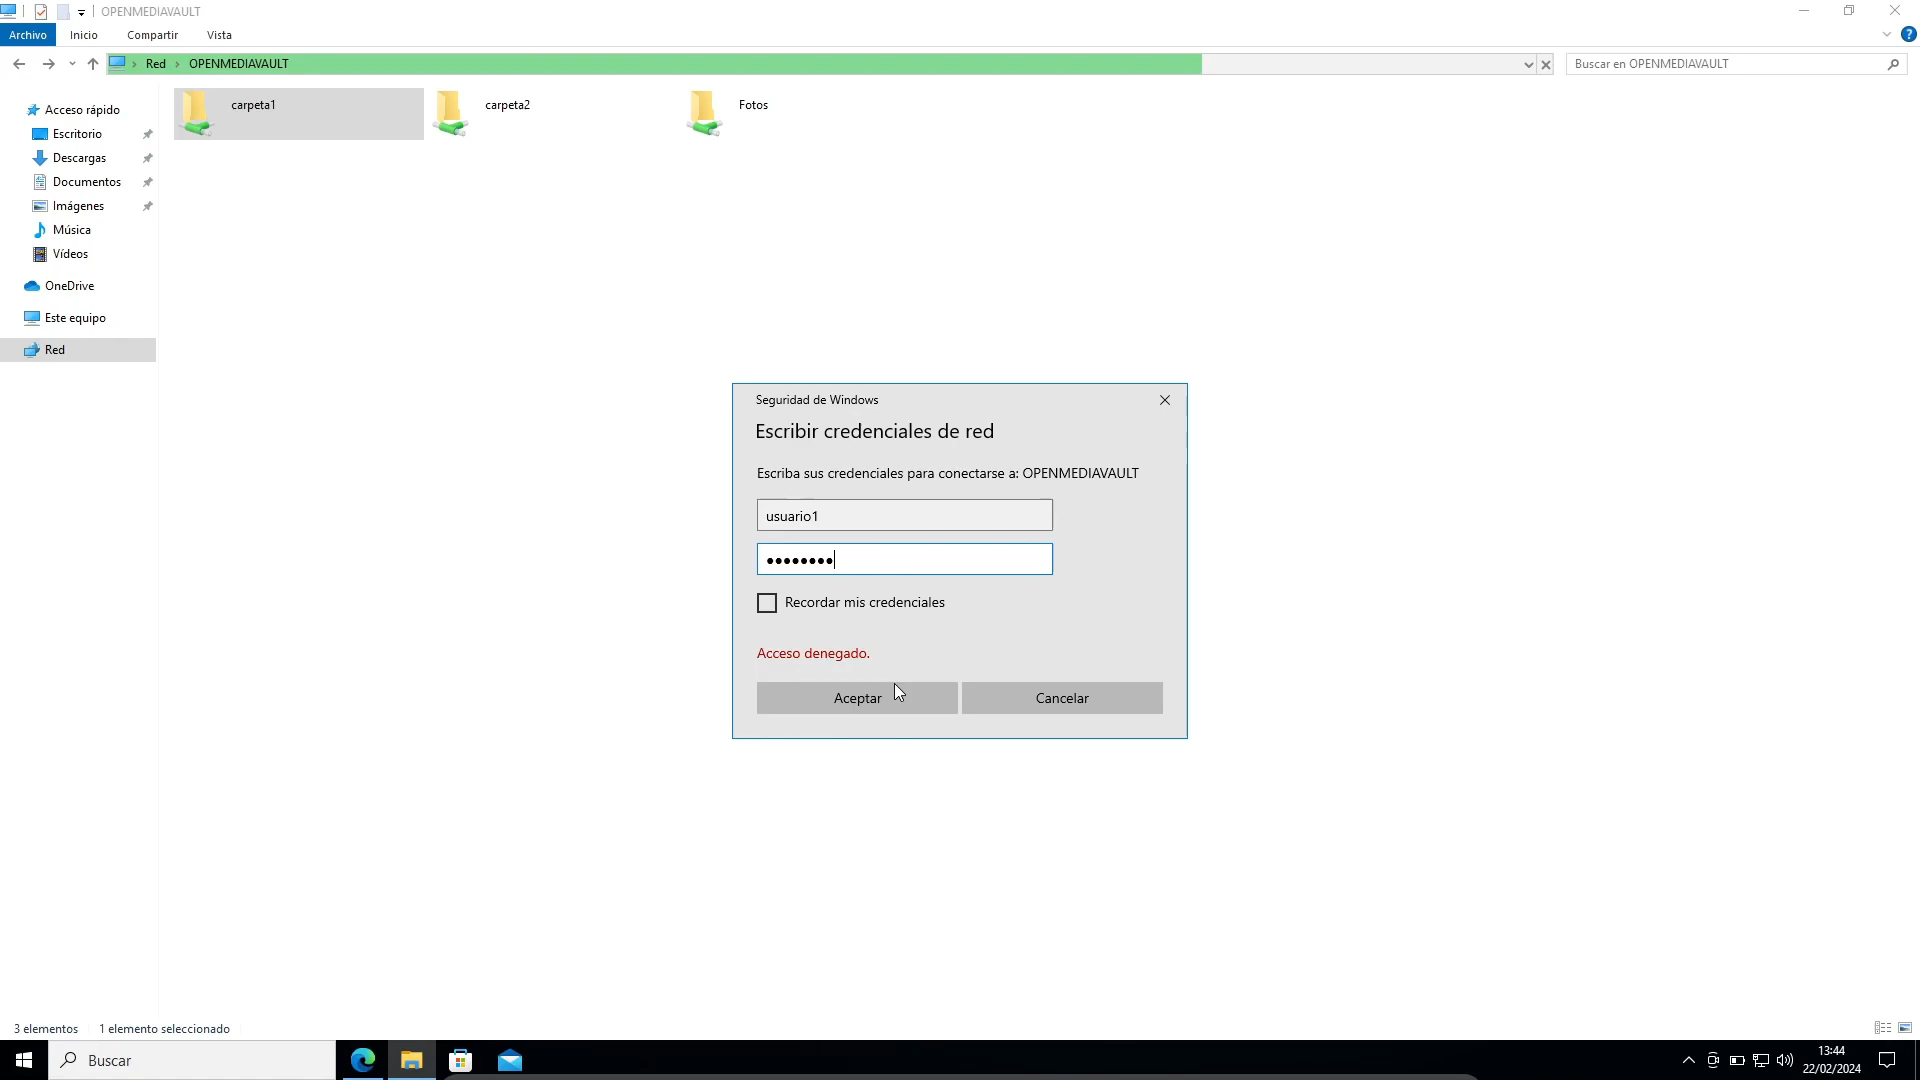 OPENMEDIAVAULT
Archivo Inicio Compartir Vista
Red OPENMEDIAVAULT
Buscar en OPENMEDIAVAULT
carpeta1 carpeta2 Fotos
Acceso rápido
Escritorio
Descargas
Documentos
Imágenes
Música
Vídeos
OneDrive
Este equipo
Red
Seguridad de Windows
Escribir credenciales de red
Escriba sus credenciales para conectarse a: OPENMEDIAVAULT
usuario1
••••••••
Recordar mis credenciales
Acceso denegado.
Aceptar Cancelar
3 elementos 1 elemento seleccionado
Buscar
13:44
22/02/2024